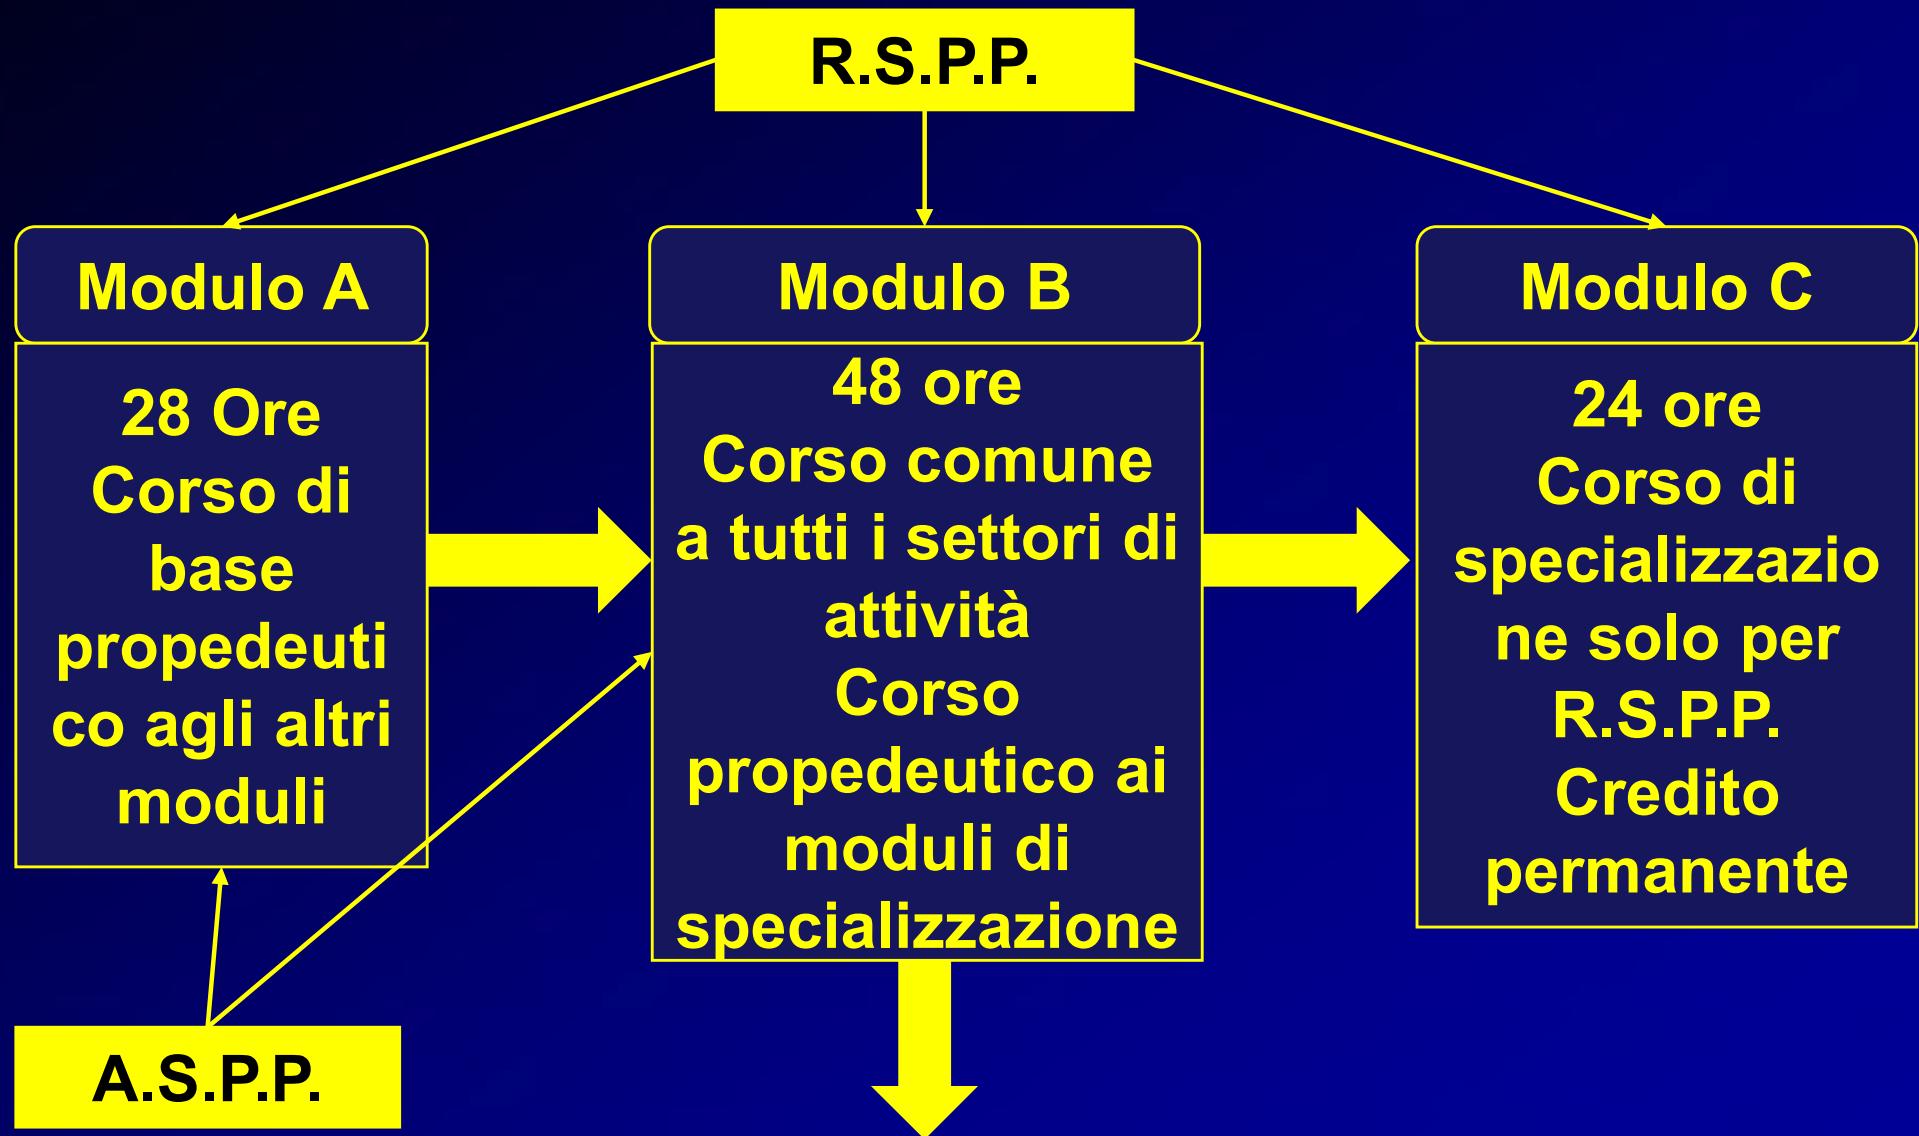 R.S.P.P.
Modulo A
28 Ore
Corso di
base
propedeuti
co agli altri
moduli
Modulo B
48 ore
Corso comune
a tutti i settori di
attività
Corso
propedeutico ai
moduli di
specializzazione
Modulo C
24 ore
Corso di
specializzazio
ne solo per
R.S.P.P.
Credito
permanente
A.S.P.P.